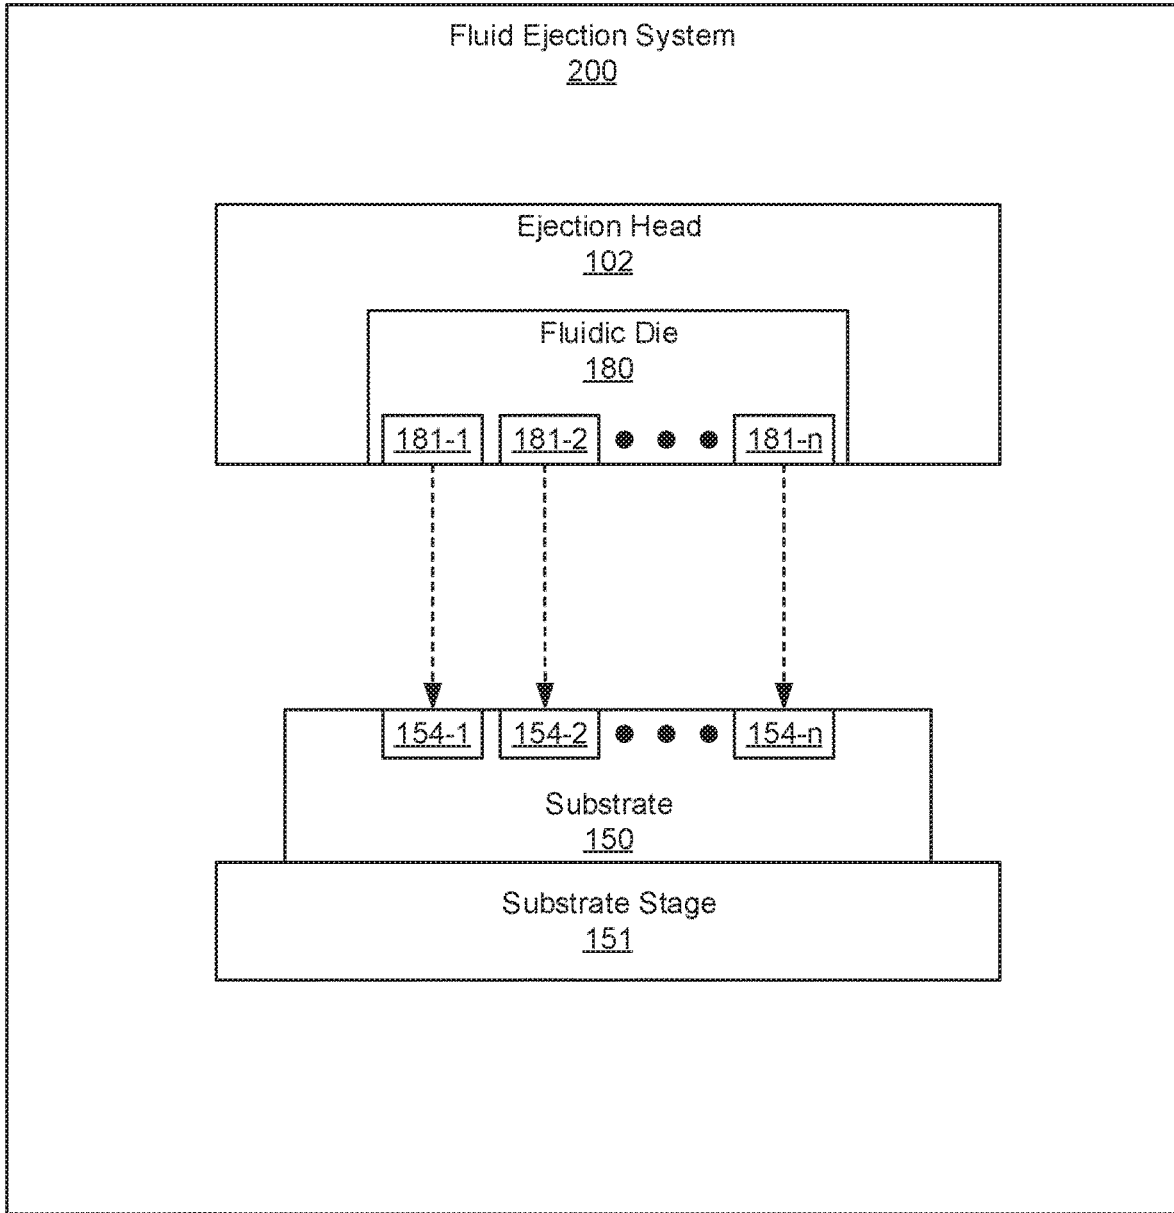 Fluid Ejection System
200
Ejection Head
102
Fluidic Die
180
181-1 181-2 181-n
154-1 154-2 154-n
Substrate
150
Substrate Stage
151